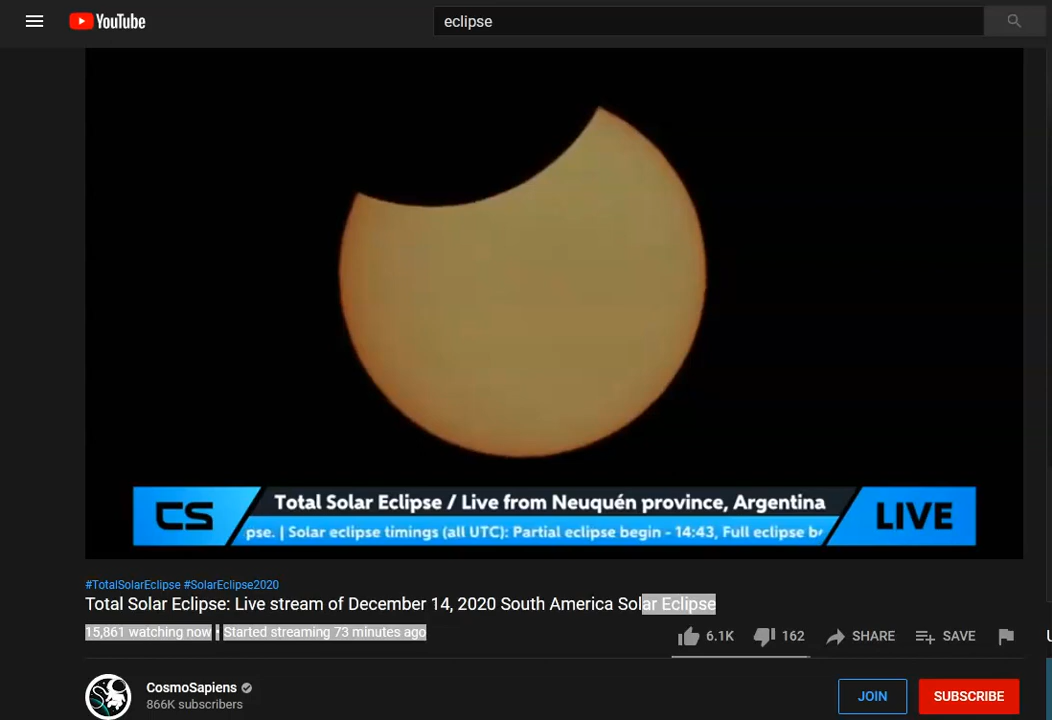 YouTube
eclipse
Total Solar Eclipse / Live from Neuquén province, Argentina
CS
LIVE
pse. | Solar eclipse timings (all UTC): Partial eclipse begin - 14:43, Full eclipse be
#TotalSolarEclipse #SolarEclipse2020
Total Solar Eclipse: Live stream of December 14, 2020 South America Solar Eclipse
15,861 watching now • Started streaming 73 minutes ago
6.1K 162 SHARE SAVE
CosmoSapiens
866K subscribers
JOIN SUBSCRIBE